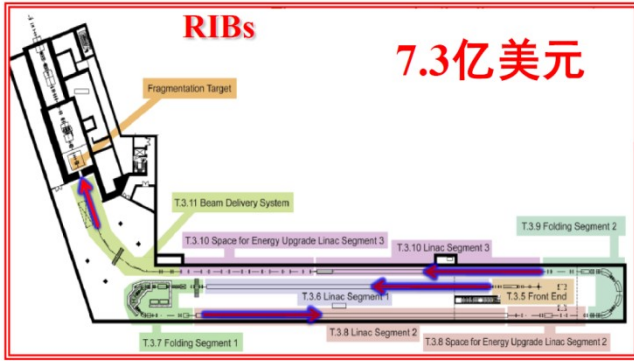 RIBs
7.3亿美元
Fragmentation Target
T.3.11 Beam Delivery System
T.3.9 Folding Segment 2
T.3.10 Space for Energy Upgrade Linac Segment 3
T.3.10 Linac Segment 3
T.3.6 Linac Segment 1
T.3.5 Front End
T.3.7 Folding Segment 1
T.3.8 Linac Segment 2
T.3.8 Space for Energy Upgrade Linac Segment 2